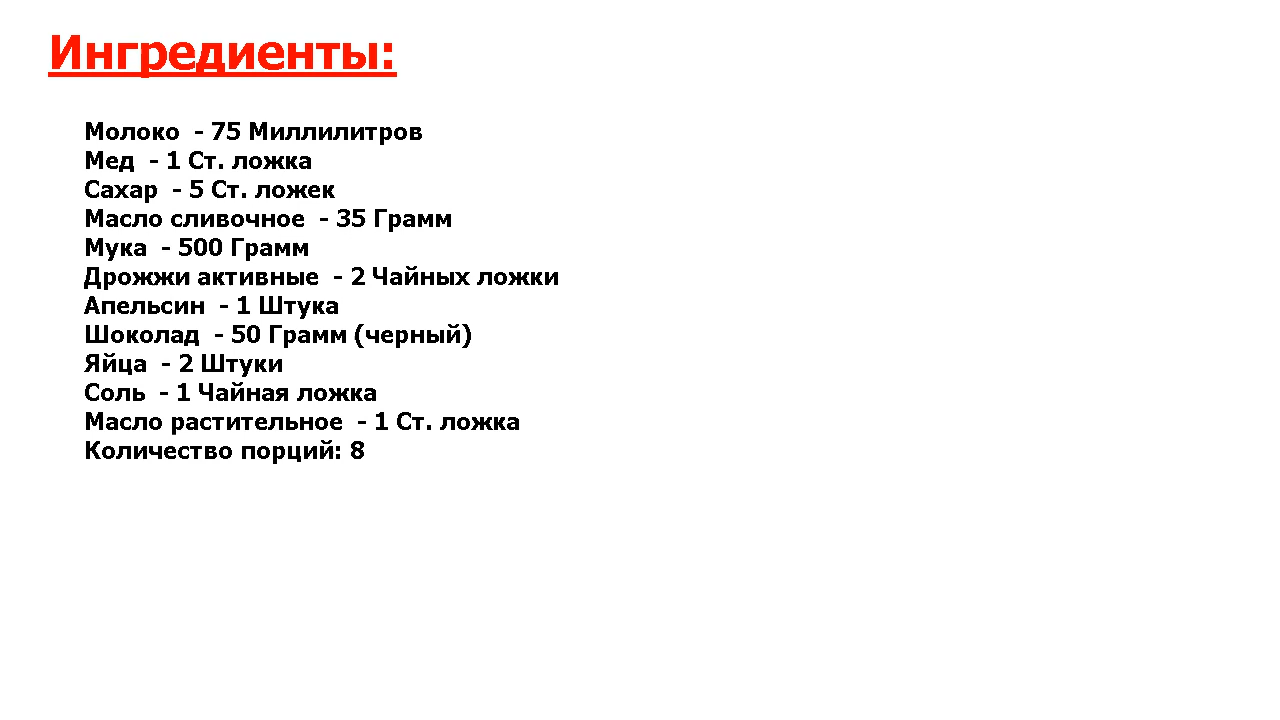 Ингредиенты:
Молоко  - 75 Миллилитров
Мед  - 1 Ст. ложка
Сахар  - 5 Ст. ложек
Масло сливочное  - 35 Грамм
Мука  - 500 Грамм
Дрожжи активные  - 2 Чайных ложки
Апельсин  - 1 Штука
Шоколад  - 50 Грамм (черный)
Яйца  - 2 Штуки
Соль  - 1 Чайная ложка
Масло растительное  - 1 Ст. ложка
Количество порций: 8